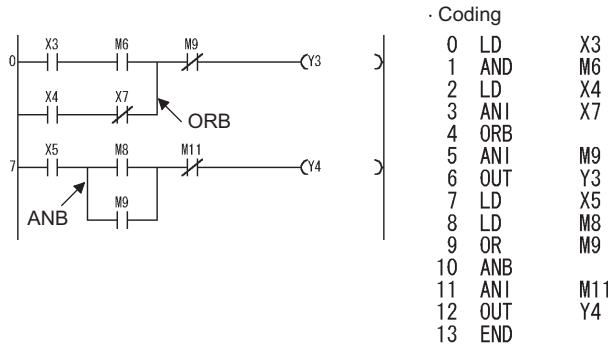 · Coding
X3 M6 M9
0 Y3
X4 X7
ORB
X5 M8 M11
7 Y4
M9
ANB
0 LD X3
1 AND M6
2 LD X4
3 ANI X7
4 ORB
5 ANI M9
6 OUT Y3
7 LD X5
8 LD M8
9 OR M9
10 ANB
11 ANI M11
12 OUT Y4
13 END